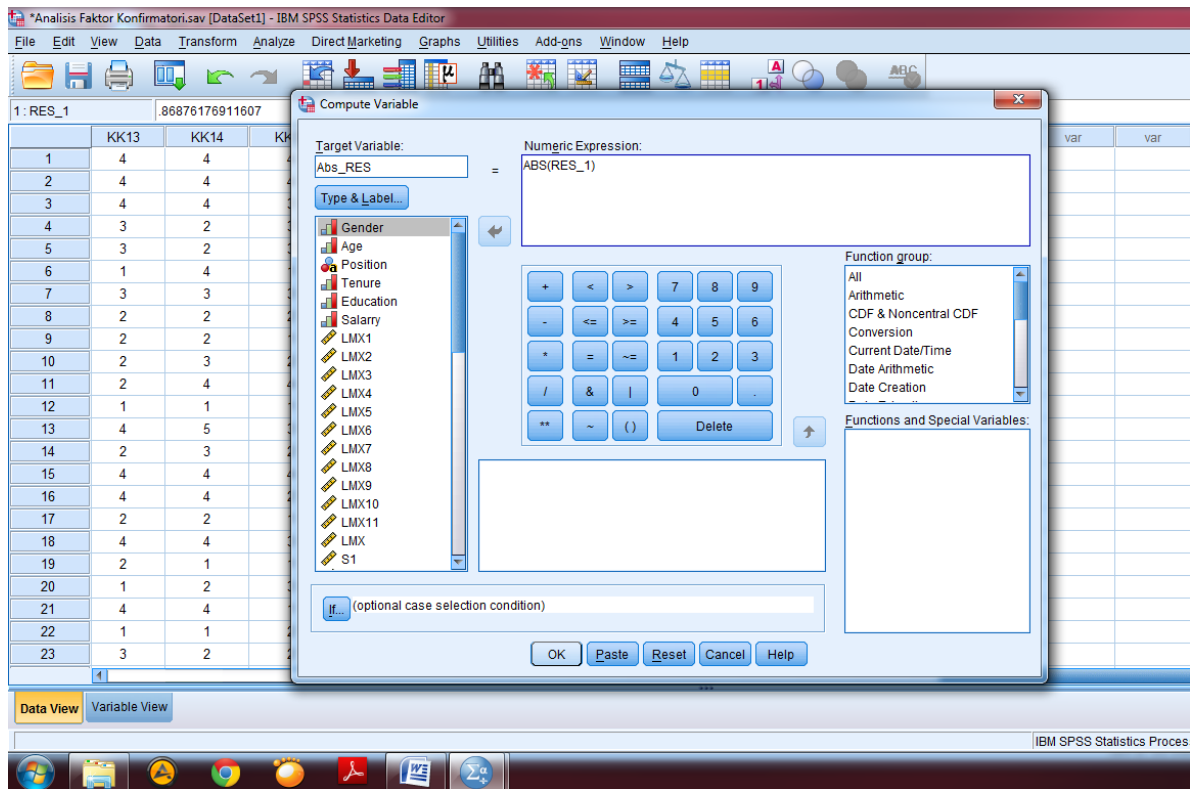 *Analisis Faktor Konfirmatori.sav [DataSet1] - IBM SPSS Statistics Data Editor
File Edit View Data Transform Analyze Direct Marketing Graphs Utilities Add-ons Window Help
1 : RES_1 .86876176911607
KK13 KK14 KK var var
1 4 4
2 4 4
3 4 4
4 3 2
5 3 2
6 1 4
7 3 3
8 2 2
9 2 2
10 2 3
11 2 4
12 1 1
13 4 5
14 2 3
15 4 4
16 4 4
17 2 2
18 4 4
19 2 1
20 1 2
21 4 4
22 1 1
23 3 2
Compute Variable
Target Variable:
Abs_RES
=
Numeric Expression:
ABS(RES_1)
Type & Label...
Gender
Age
Position
Tenure
Education
Salarry
LMX1
LMX2
LMX3
LMX4
LMX5
LMX6
LMX7
LMX8
LMX9
LMX10
LMX11
LMX
S1
+ < > 7 8 9
- <= >= 4 5 6
* = ~= 1 2 3
/ & | 0 .
** ~ ( ) Delete
Function group:
All
Arithmetic
CDF & Noncentral CDF
Conversion
Current Date/Time
Date Arithmetic
Date Creation
Functions and Special Variables:
If... (optional case selection condition)
OK Paste Reset Cancel Help
Data View Variable View
IBM SPSS Statistics Proces